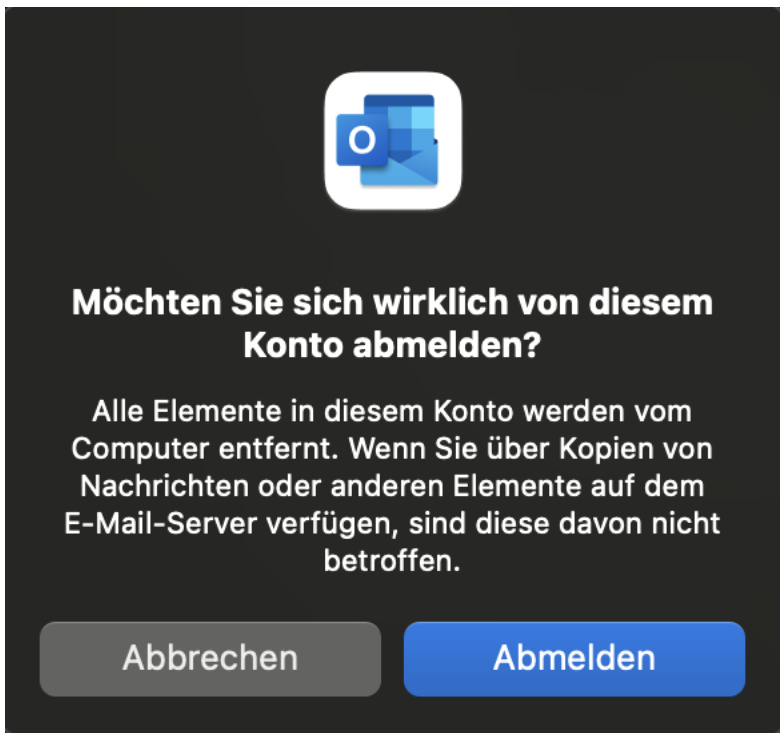 O
Möchten Sie sich wirklich von diesem
Konto abmelden?
Alle Elemente in diesem Konto werden vom
Computer entfernt. Wenn Sie über Kopien von
Nachrichten oder anderen Elemente auf dem
E-Mail-Server verfügen, sind diese davon nicht
betroffen.
Abbrechen
Abmelden